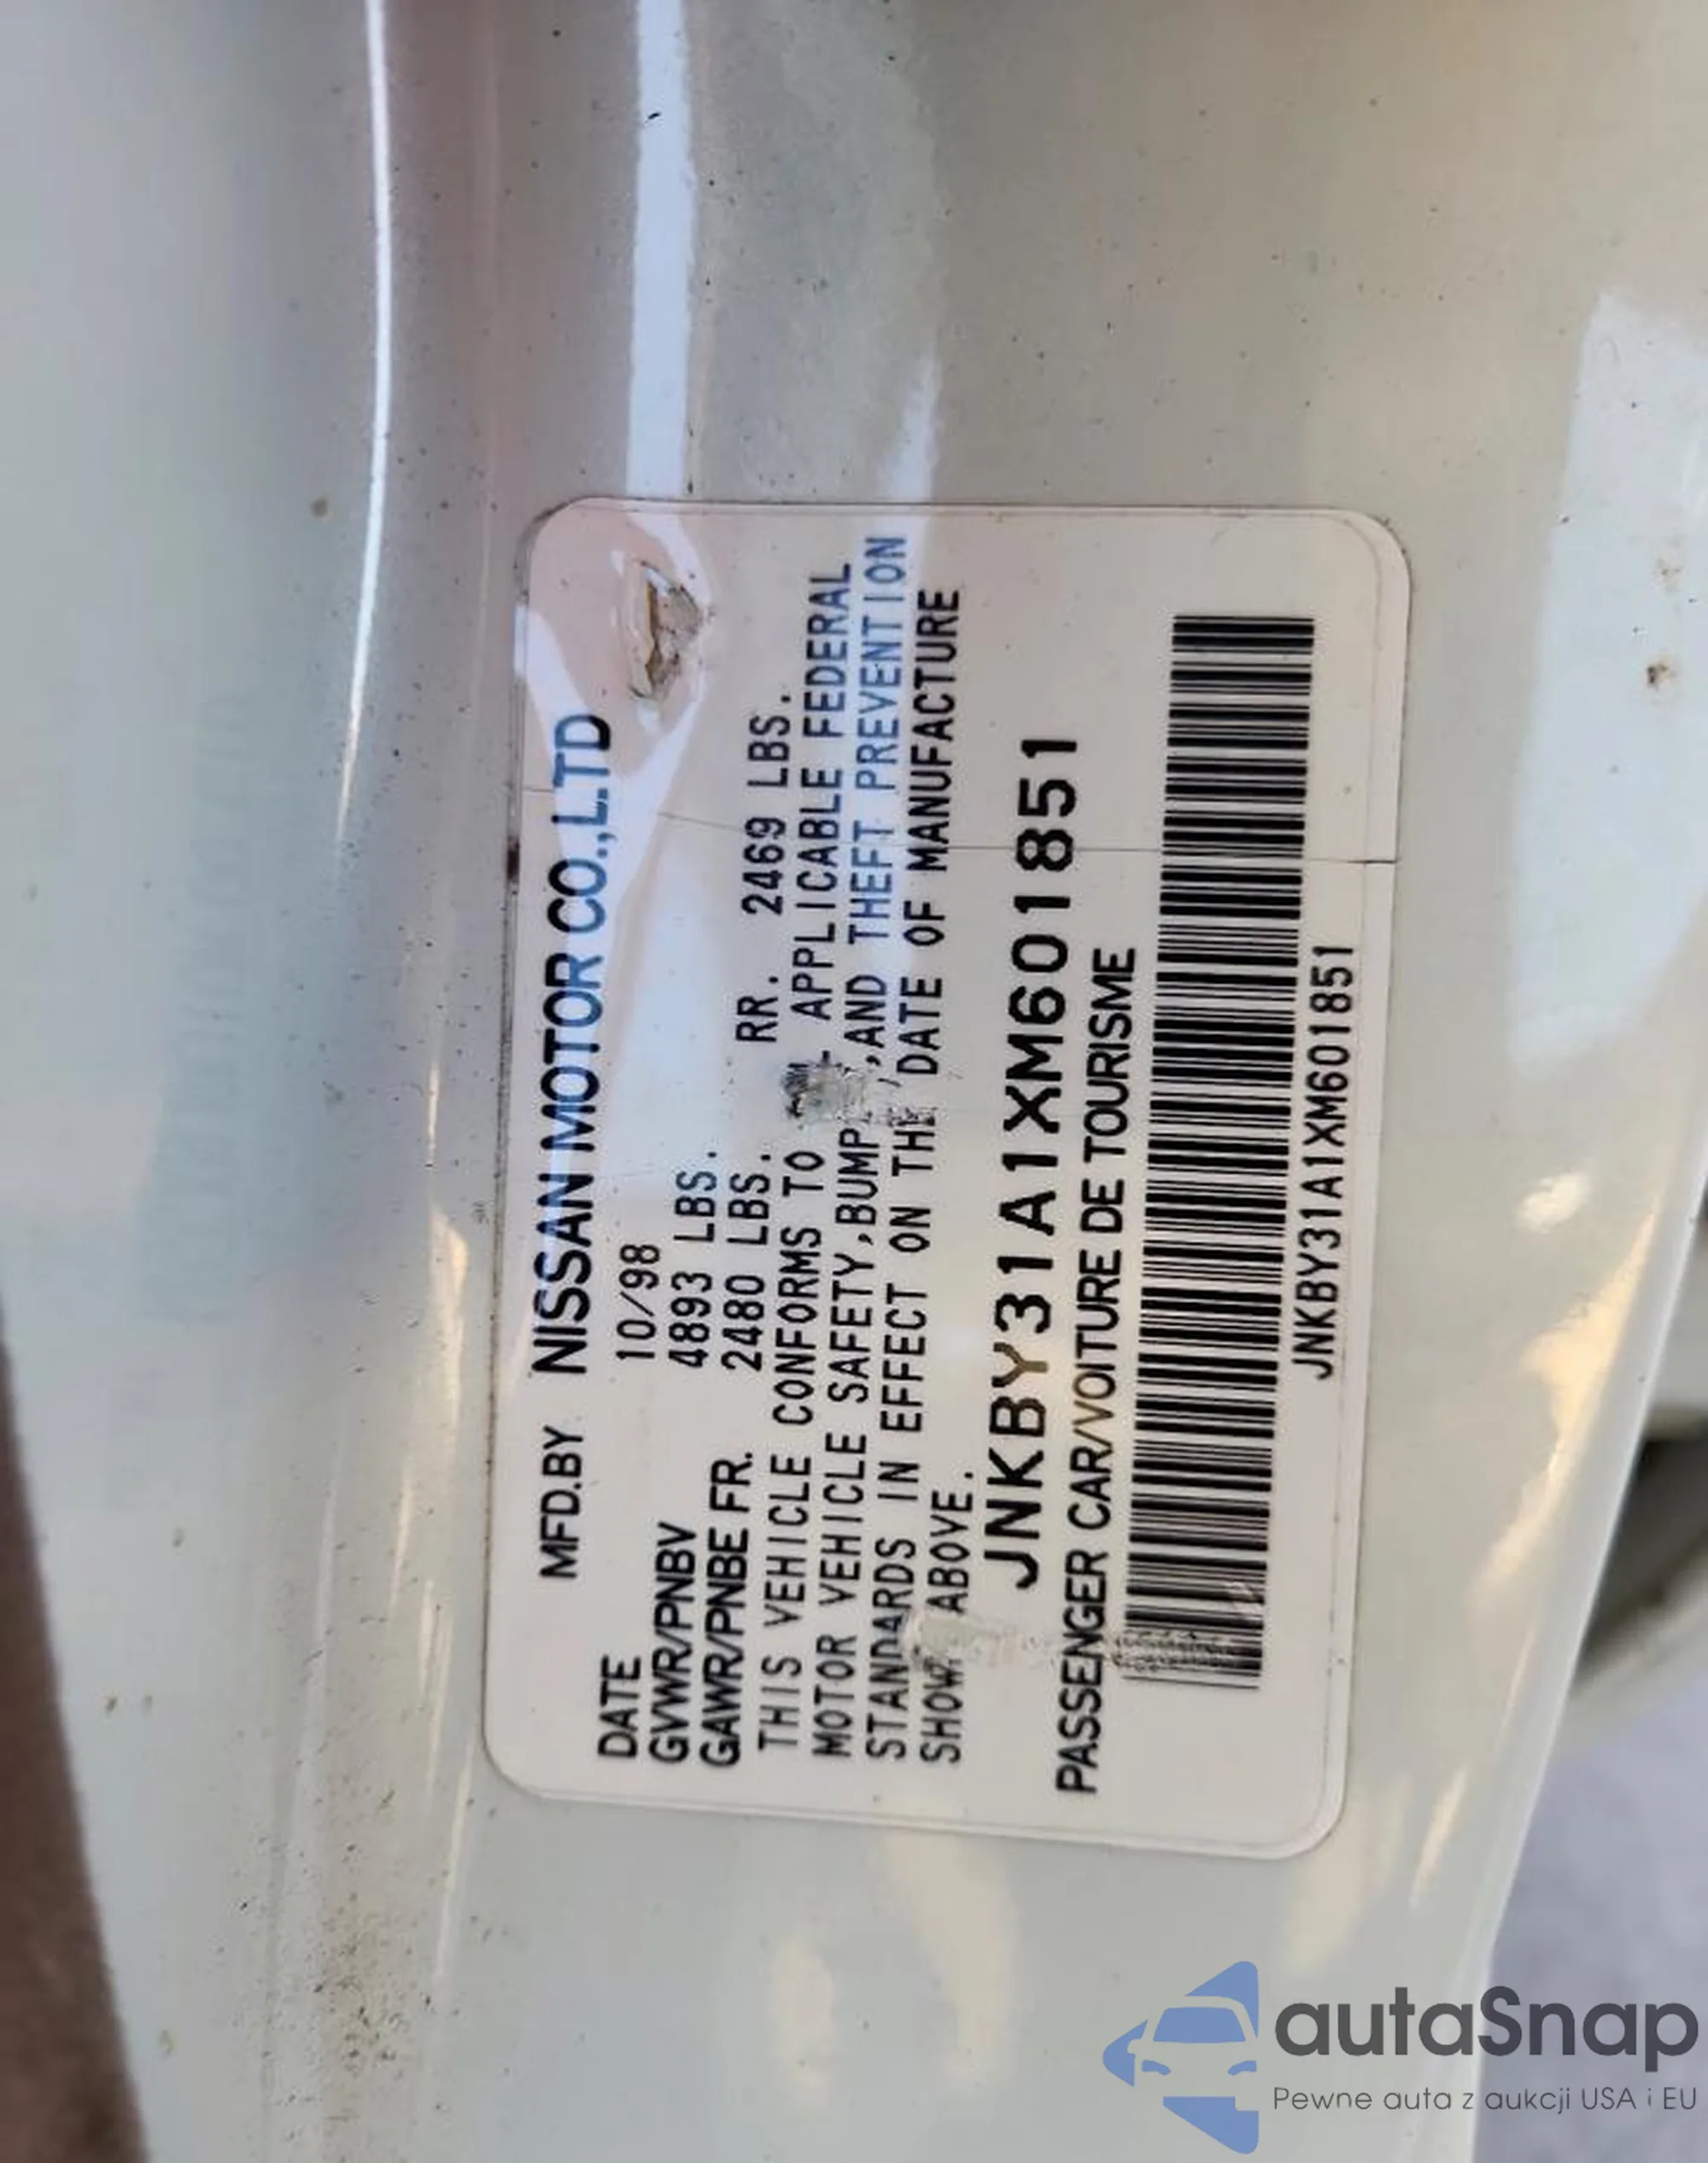 MFD.BY NISSAN MOTOR CO.,LTD
DATE 10/98
GVWR/PNBV 4893 LBS.
GAWR/PNBE FR. 2480 LBS. RR. 2469 LBS.
THIS VEHICLE CONFORMS TO APPLICABLE FEDERAL
MOTOR VEHICLE SAFETY,BUMP ,AND THEFT PREVENTION
STANDARDS IN EFFECT ON THE DATE OF MANUFACTURE
SHOWN ABOVE.
JNKBY31A1XM601851
PASSENGER CAR/VOITURE DE TOURISME
JNKBY31A1XM601851
autaSnap
Pewne auta z aukcji USA i EU